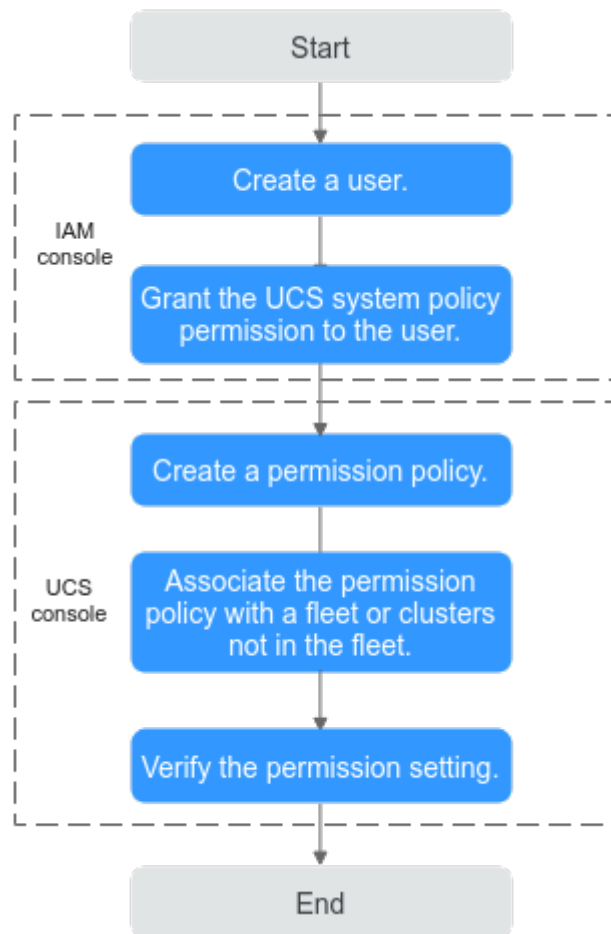 Start
Create a user.
IAM
console
Grant the UCS system policy
permission to the user.
Create a permission policy.
UCS
console
Associate the permission
policy with a fleet or clusters
not in the fleet.
Verify the permission setting.
End